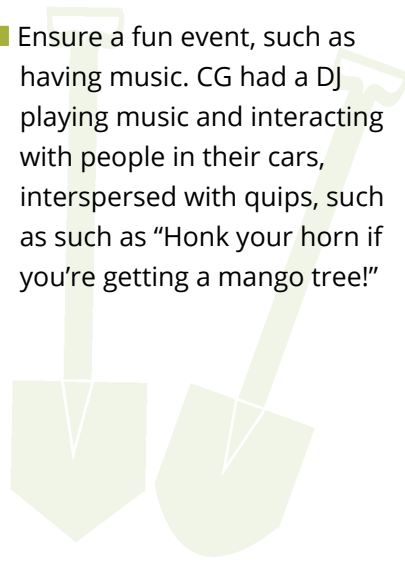 Ensure a fun event, such as
having music. CG had a DJ
playing music and interacting
with people in their cars,
interspersed with quips, such
as such as “Honk your horn if
you’re getting a mango tree!”